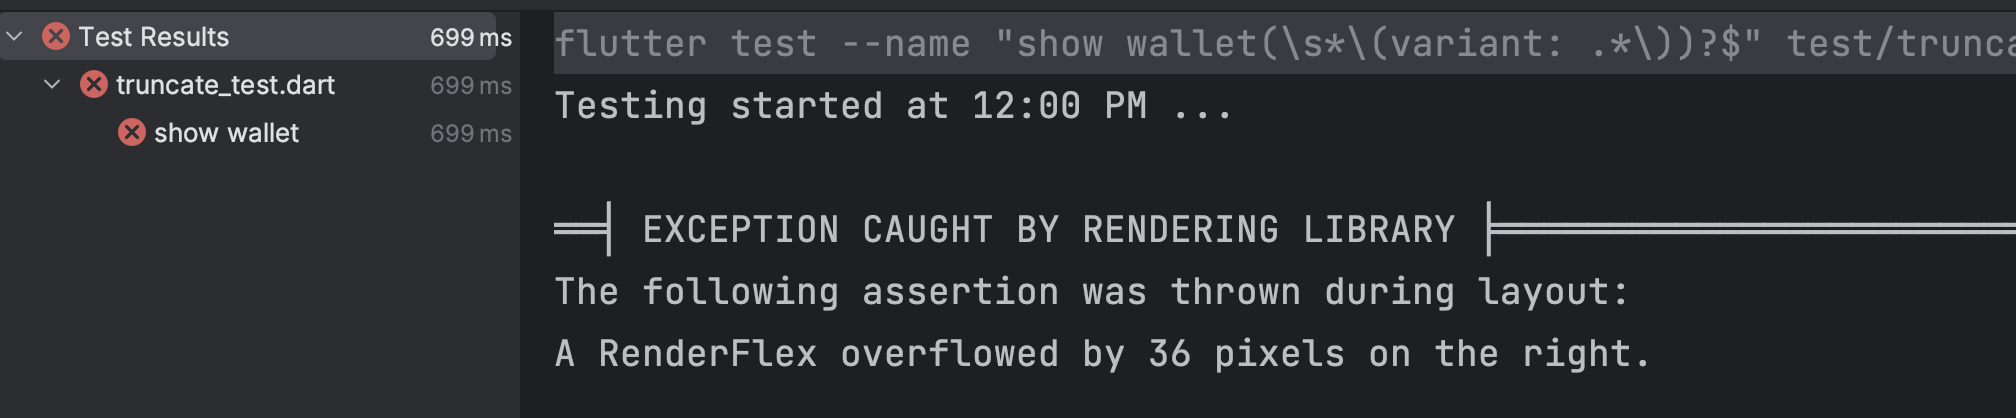 Test Results 699 ms
truncate_test.dart 699 ms
show wallet 699 ms
flutter test --name "show wallet(\s*\(variant: .*\))?$" test/trunca
Testing started at 12:00 PM ...
══╡ EXCEPTION CAUGHT BY RENDERING LIBRARY ╞════════════════════════
The following assertion was thrown during layout:
A RenderFlex overflowed by 36 pixels on the right.